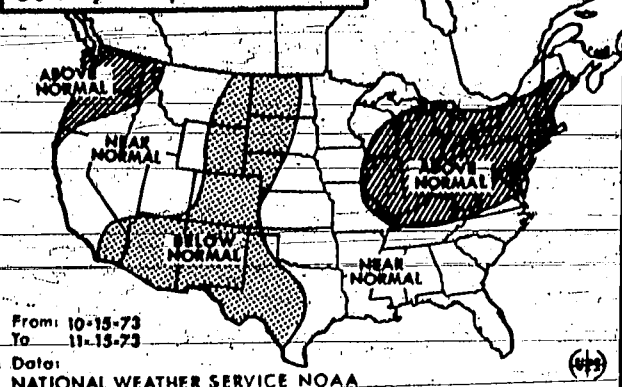 ABOVE
NORMAL
NEAR
NORMAL
ABOVE
NORMAL
BELOW
NORMAL
NEAR
NORMAL
From: 10-15-73
To 11-15-73
Data:
NATIONAL WEATHER SERVICE NOAA
UPI